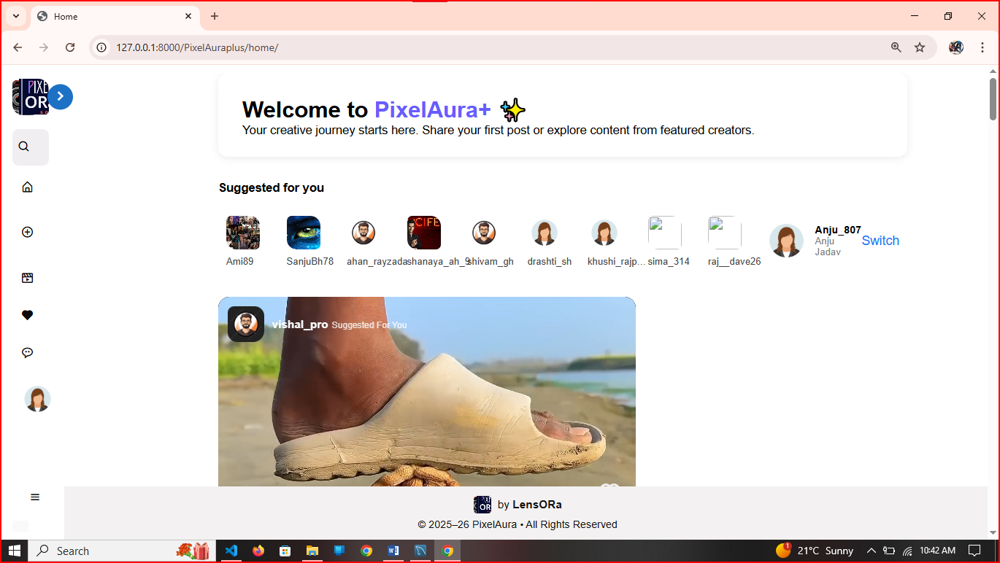 Home
127.0.0.1:8000/PixelAuraplus/home/
PIXE
OR
Welcome to PixelAura+
Your creative journey starts here. Share your first post or explore content from featured creators.
Suggested for you
CIFE
Ami89 SanjuBh78 ahan_rayzada shanaya_ah_9 shivam_gh drashti_sh khushi_rajp... sima_314 raj__dave26
Anju_807
Anju
Jadav
Switch
vishal_pro Suggested For You
OR by LensORa
© 2025–26 PixelAura • All Rights Reserved
Search
1
21°C Sunny
10:42 AM